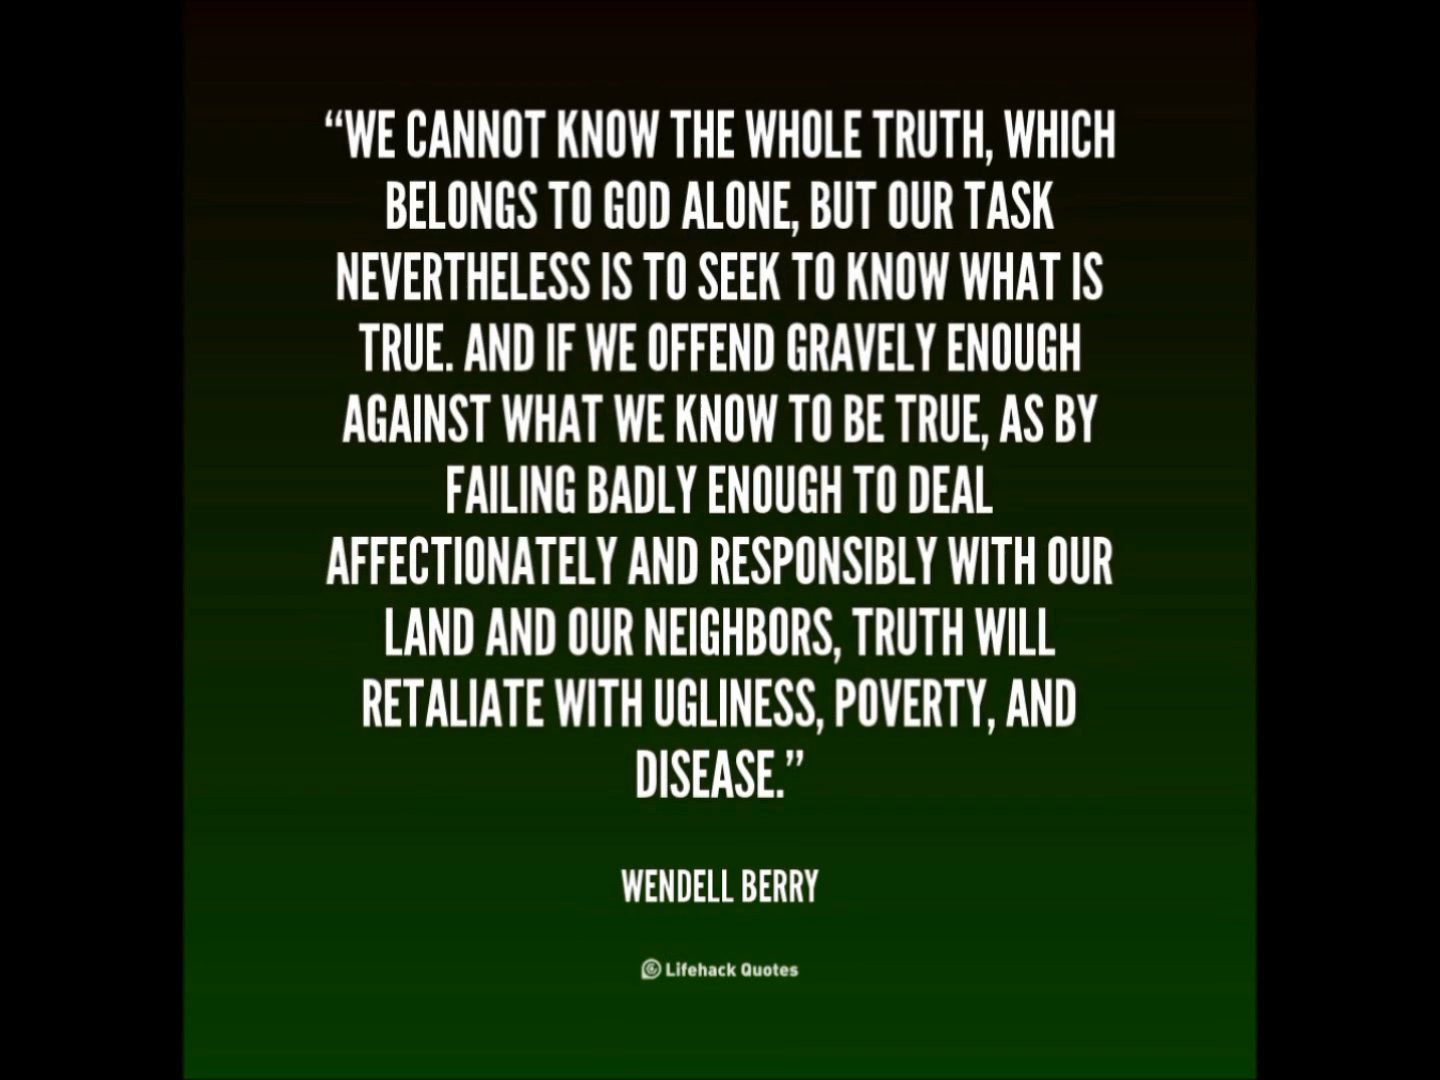 “WE CANNOT KNOW THE WHOLE TRUTH, WHICH
BELONGS TO GOD ALONE, BUT OUR TASK
NEVERTHELESS IS TO SEEK TO KNOW WHAT IS
TRUE. AND IF WE OFFEND GRAVELY ENOUGH
AGAINST WHAT WE KNOW TO BE TRUE, AS BY
FAILING BADLY ENOUGH TO DEAL
AFFECTIONATELY AND RESPONSIBLY WITH OUR
LAND AND OUR NEIGHBORS, TRUTH WILL
RETALIATE WITH UGLINESS, POVERTY, AND
DISEASE.”
WENDELL BERRY
Lifehack Quotes